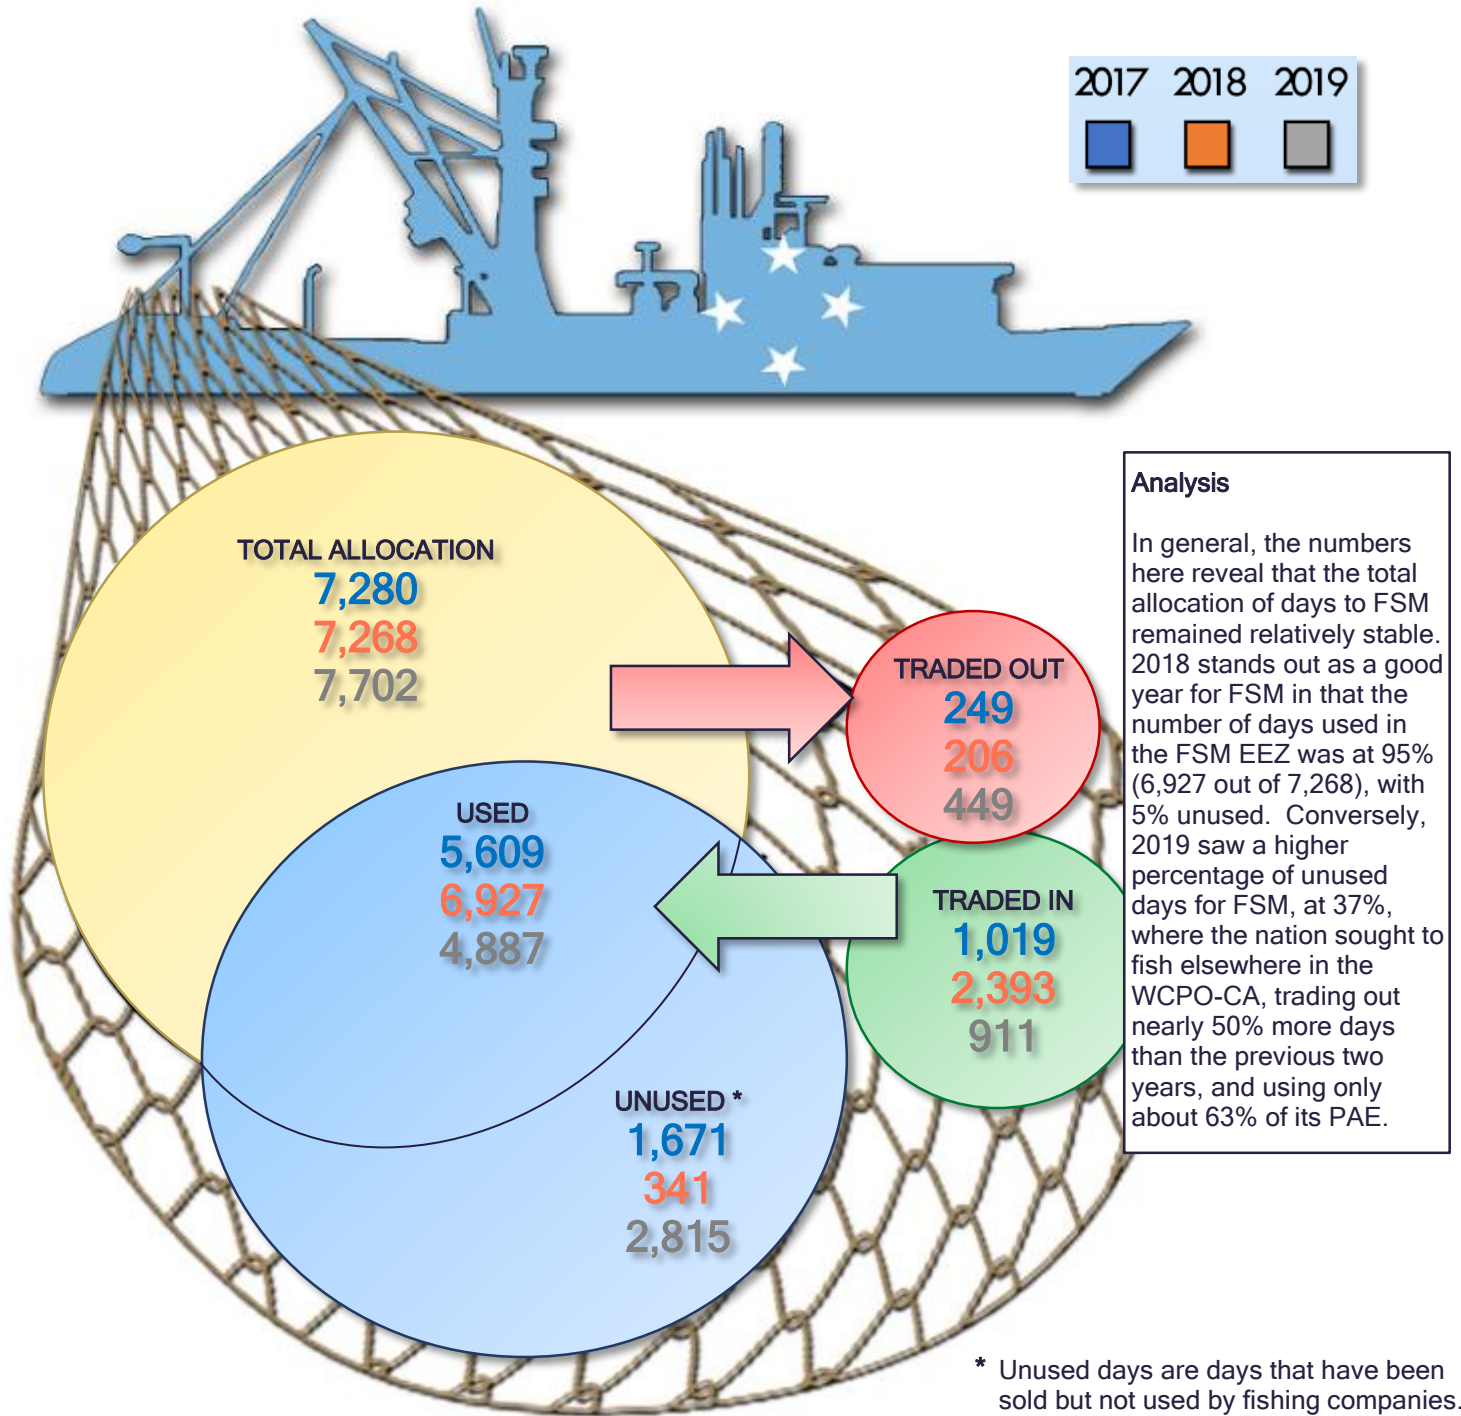 2017 2018 2019
TOTAL ALLOCATION
7,280
7,268
7,702
TRADED OUT
249
206
449
USED
5,609
6,927
4,887
TRADED IN
1,019
2,393
911
UNUSED *
1,671
341
2,815
Analysis
In general, the numbers
here reveal that the total
allocation of days to FSM
remained relatively stable.
2018 stands out as a good
year for FSM in that the
number of days used in
the FSM EEZ was at 95%
(6,927 out of 7,268), with
5% unused. Conversely,
2019 saw a higher
percentage of unused
days for FSM, at 37%,
where the nation sought to
fish elsewhere in the
WCPO-CA, trading out
nearly 50% more days
than the previous two
years, and using only
about 63% of its PAE.
* Unused days are days that have been
sold but not used by fishing companies.